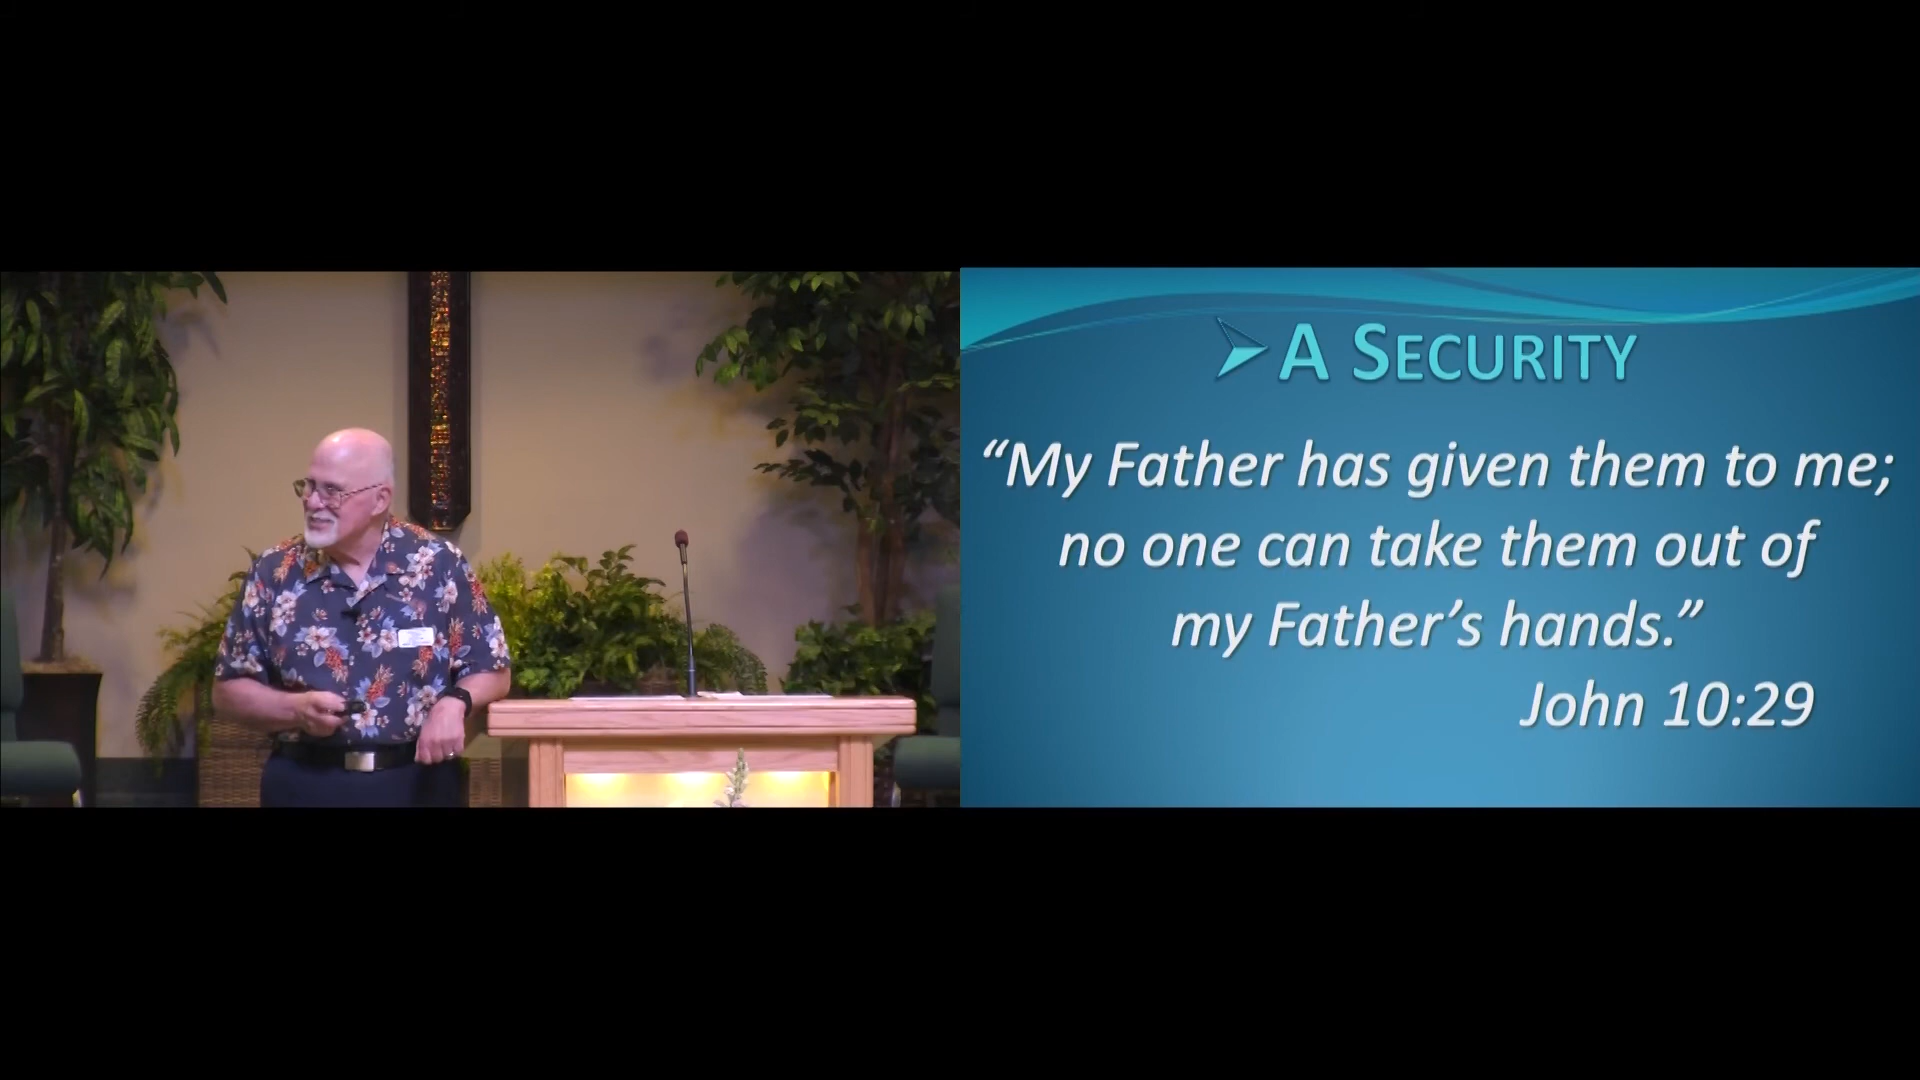 A SECURITY
“My Father has given them to me;
no one can take them out of
my Father’s hands.”
John 10:29